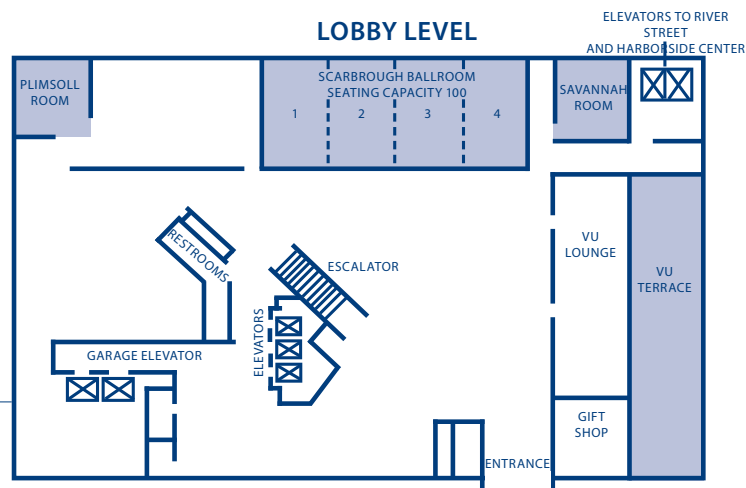 LOBBY LEVEL
ELEVATORS TO RIVER
STREET
AND HARBORSIDE CENTER
PLIMSOLL
ROOM
SCARBROUGH BALLROOM
SEATING CAPACITY 100
1 2 3 4
SAVANNAH
ROOM
RESTROOMS
ESCALATOR
VU
LOUNGE
VU
TERRACE
ELEVATORS
GARAGE ELEVATOR
GIFT
SHOP
ENTRANCE